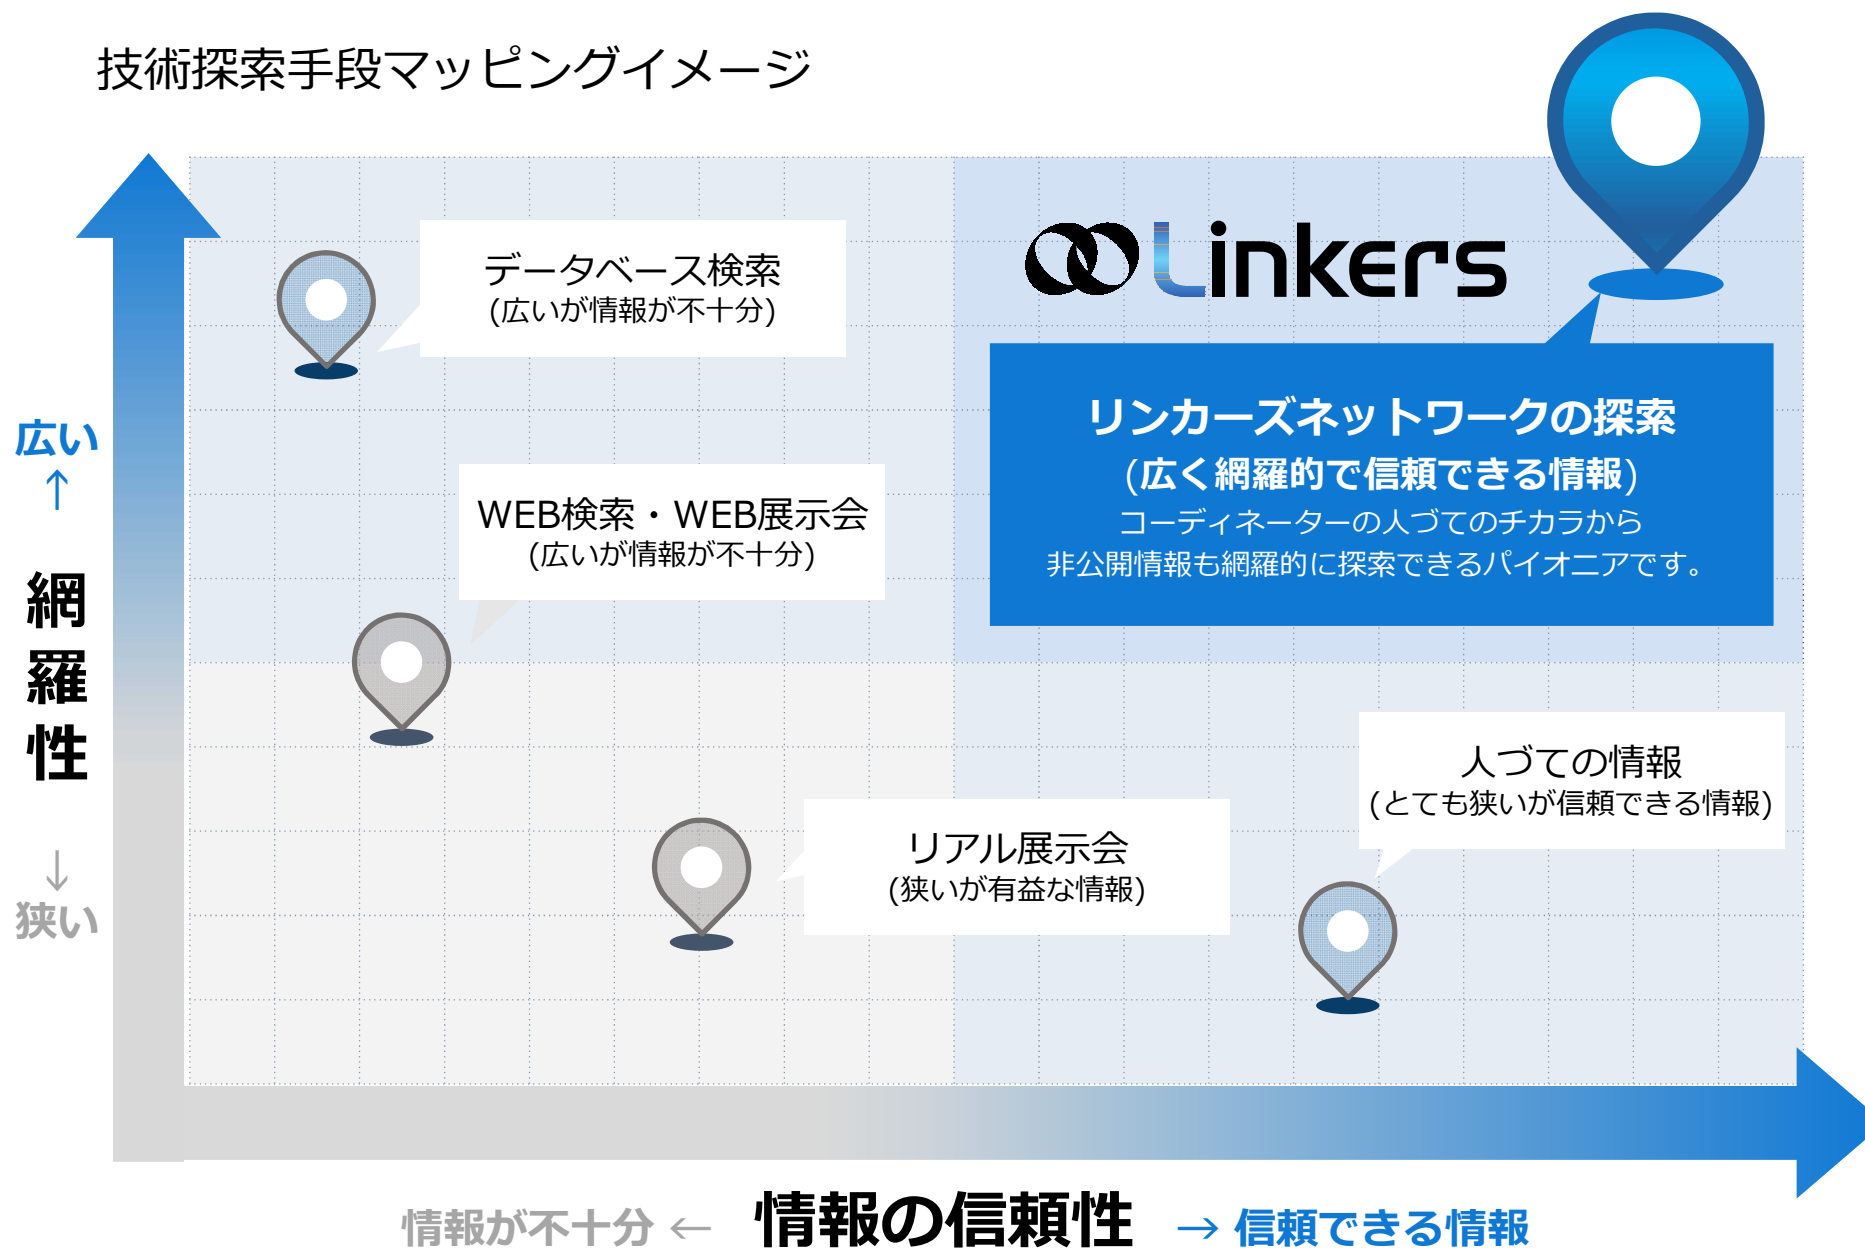 技術探索手段マッピングイメージ
Linkers
データベース検索
(広いが情報が不十分)
リンカーズネットワークの探索
(広く網羅的で信頼できる情報)
コーディネーターの人づてのチカラから
非公開情報も網羅的に探索できるパイオニアです。
WEB検索・WEB展示会
(広いが情報が不十分)
人づての情報
(とても狭いが信頼できる情報)
リアル展示会
(狭いが有益な情報)
広い
↑
網羅性
↓
狭い
情報が不十分 ← 情報の信頼性 → 信頼できる情報